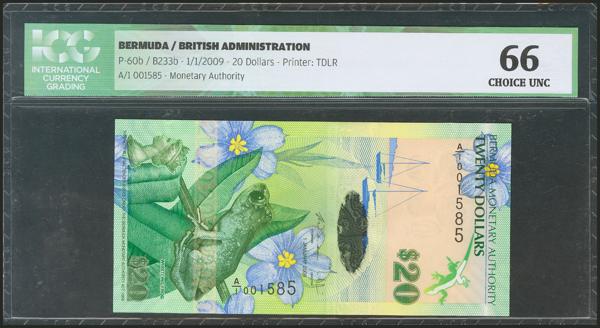 ICG
INTERNATIONAL
CURRENCY
GRADING
BERMUDA / BRITISH ADMINISTRATION
P-60b / B233b · 1/1/2009 · 20 Dollars · Printer: TDLR
A/1 001585 · Monetary Authority
66
CHOICE UNC
A/1 001585
BERMUDA MONETARY AUTHORITY
TWENTY DOLLARS
$20
$20
A/1 001585